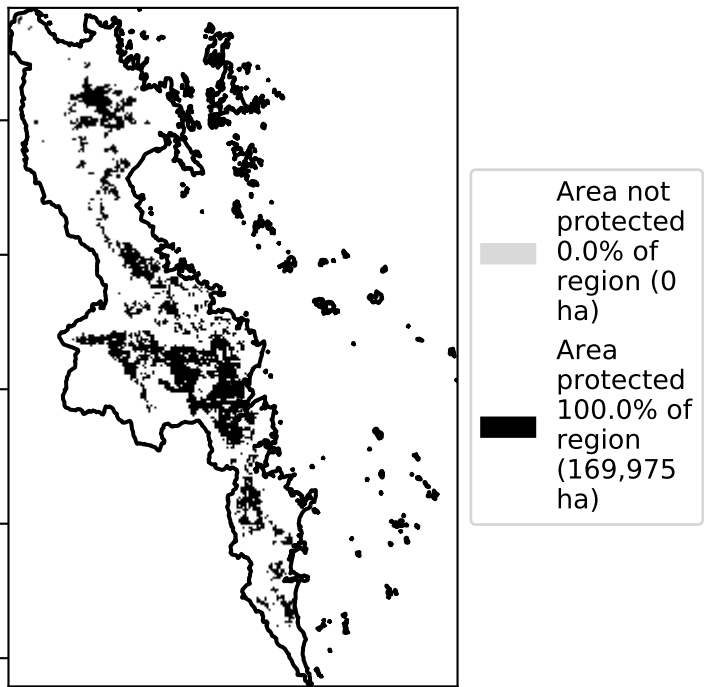 Area not
protected
0.0% of
region (0
ha)
Area
protected
100.0% of
region
(169,975
ha)